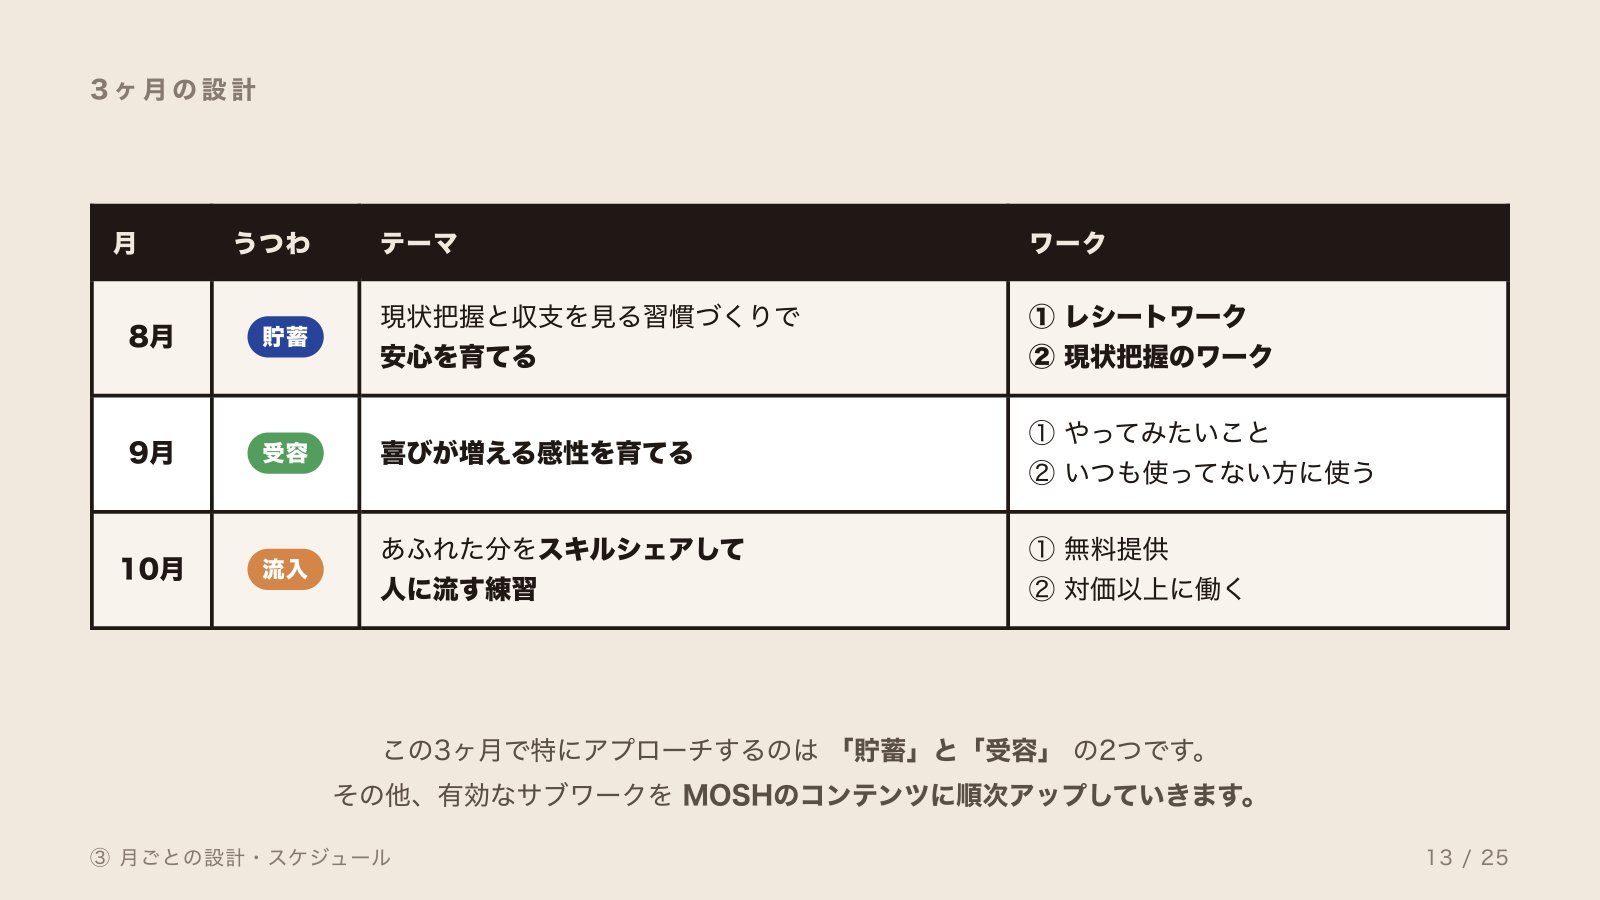 3ヶ月の設計
月 うつわ テーマ ワーク
8月 貯蓄 現状把握と収支を見る習慣づくりで
安心を育てる
① レシートワーク
② 現状把握のワーク
9月 受容 喜びが増える感性を育てる
① やってみたいこと
② いつも使ってない方に使う
10月 流入 あふれた分をスキルシェアして
人に流す練習
① 無料提供
② 対価以上に働く
この3ヶ月で特にアプローチするのは 「貯蓄」と「受容」 の2つです。
その他、有効なサブワークを MOSHのコンテンツに順次アップしていきます。
③ 月ごとの設計・スケジュール
13 / 25